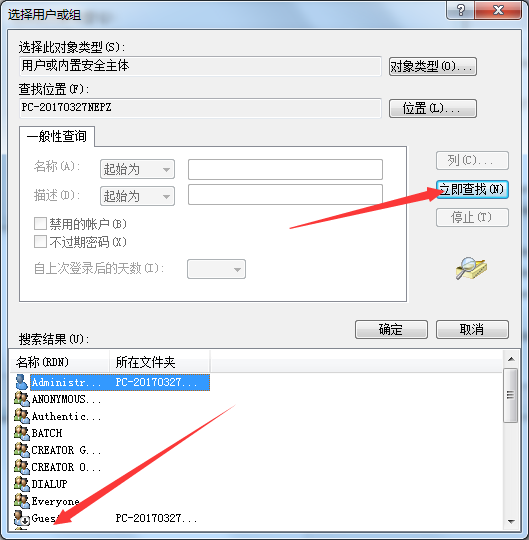 选择用户或组
选择此对象类型(S):
用户或内置安全主体
对象类型(O)...
查找位置(F):
PC-20170327NEPZ
位置(L)...
一般性查询
名称(A):
起始为
列(C)...
描述(D):
起始为
立即查找(N)
禁用的帐户(B)
停止(T)
不过期密码(X)
自上次登录后的天数(I):
确定
取消
搜索结果(U):
名称(RDN)
所在文件夹
Administr...
PC-20170327...
ANONYMOUS...
Authentic...
BATCH
CREATOR G...
CREATOR O...
DIALUP
Everyone
Gues
PC-20170327...